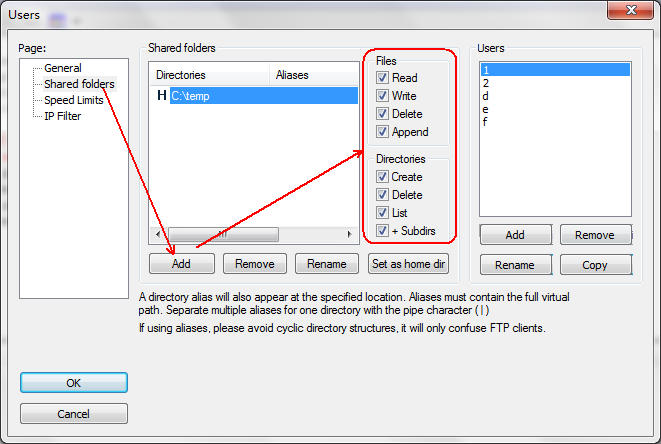 Users
Page:
General
Shared folders
Speed Limits
IP Filter
Shared folders
Directories Aliases
H C:\temp
Files
Read
Write
Delete
Append
Directories
Create
Delete
List
+ Subdirs
Add Remove Rename Set as home dir
Users
1
2
d
e
f
Add Remove
Rename Copy
A directory alias will also appear at the specified location. Aliases must contain the full virtual
path. Separate multiple aliases for one directory with the pipe character ( | )
If using aliases, please avoid cyclic directory structures, it will only confuse FTP clients.
OK
Cancel